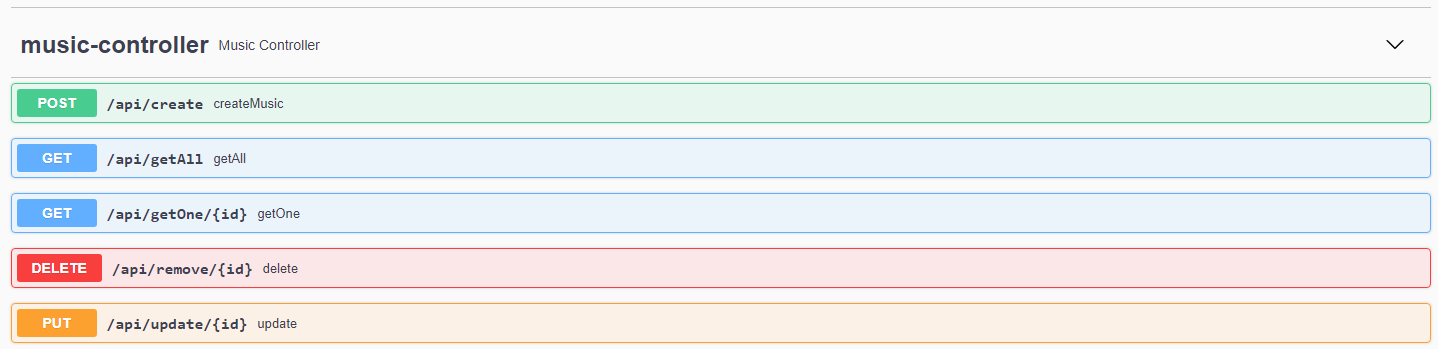 music-controller Music Controller
POST /api/create createMusic
GET /api/getAll getAll
GET /api/getOne/{id} getOne
DELETE /api/remove/{id} delete
PUT /api/update/{id} update